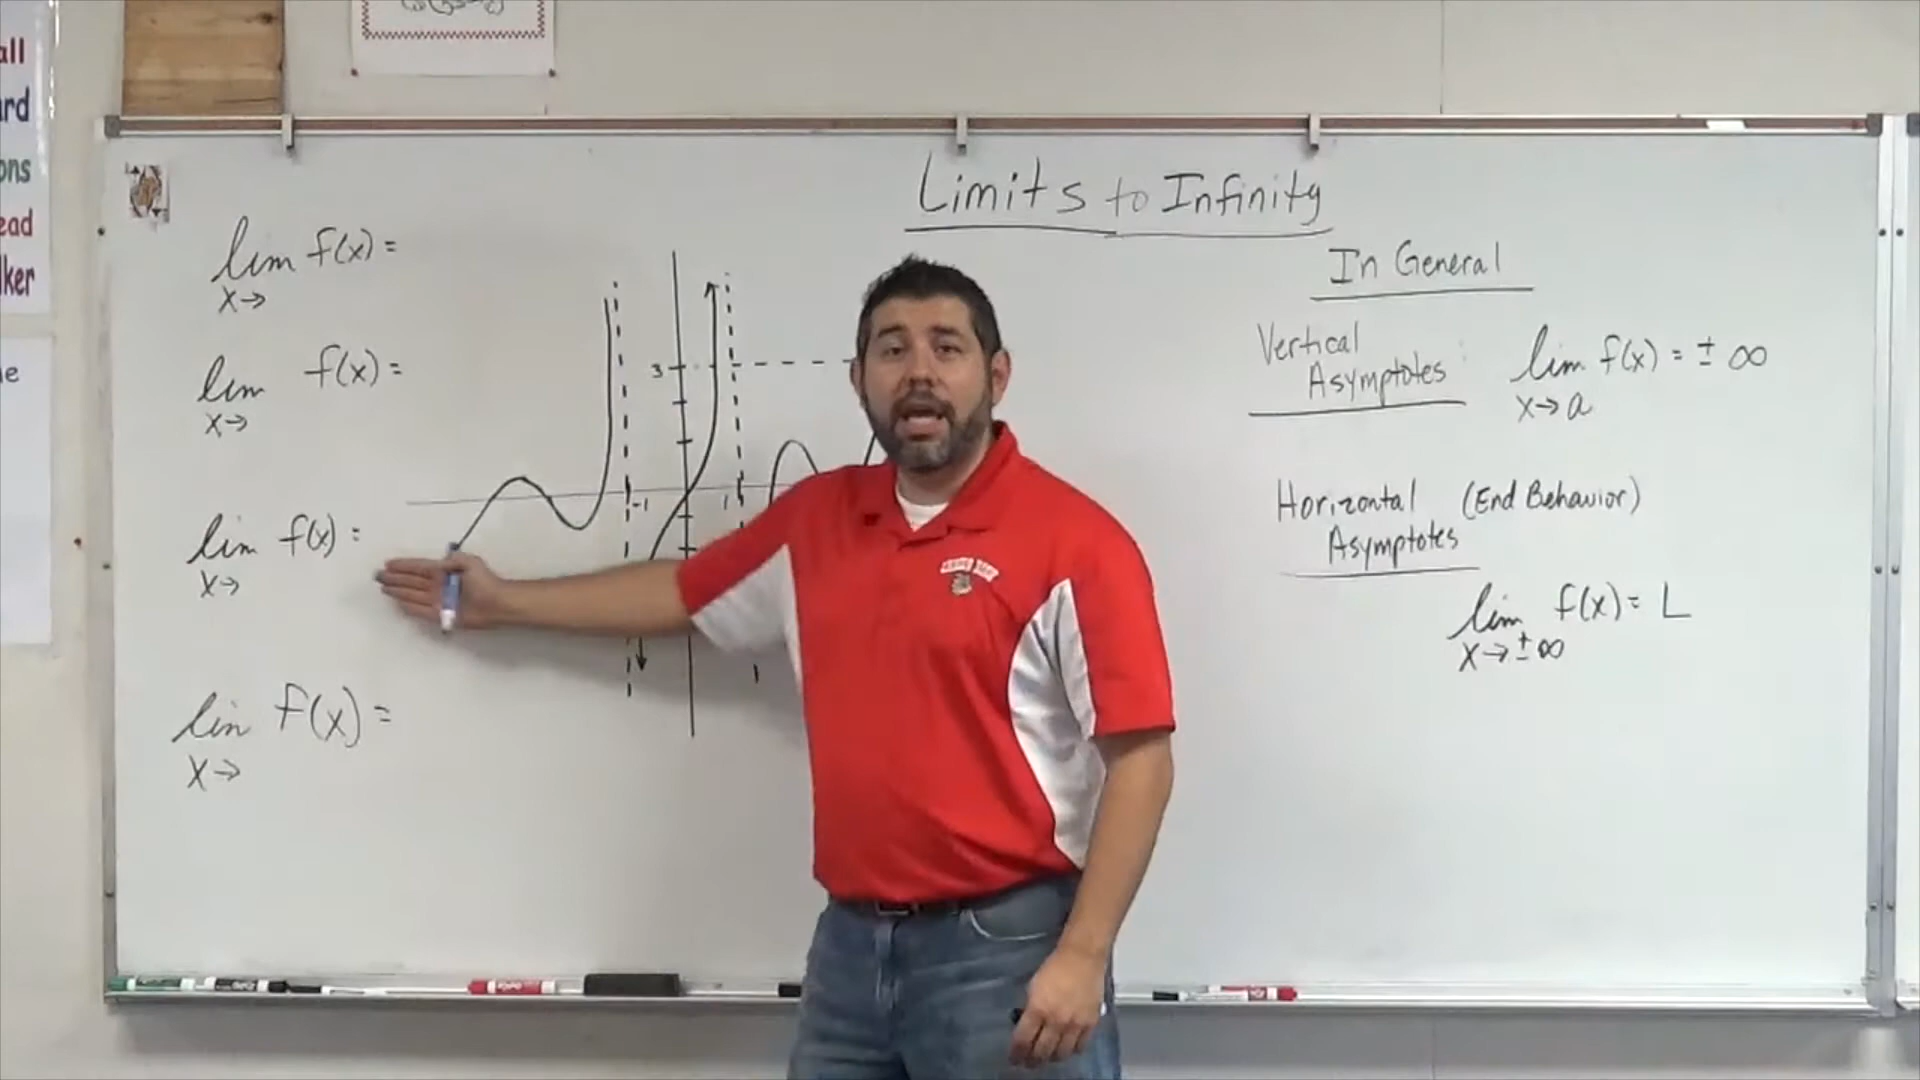 all
ard
ons
ead
lker
e
Limits to Infinity
lim f(x) =
x→
lim f(x) =
x→
lim f(x) =
x→
lin f(x) =
x→
3
-1
1
In General
Vertical
Asymptotes
lim f(x) = ± ∞
x→a
Horizontal (End Behavior)
Asymptotes
lim f(x) = L
x→±∞